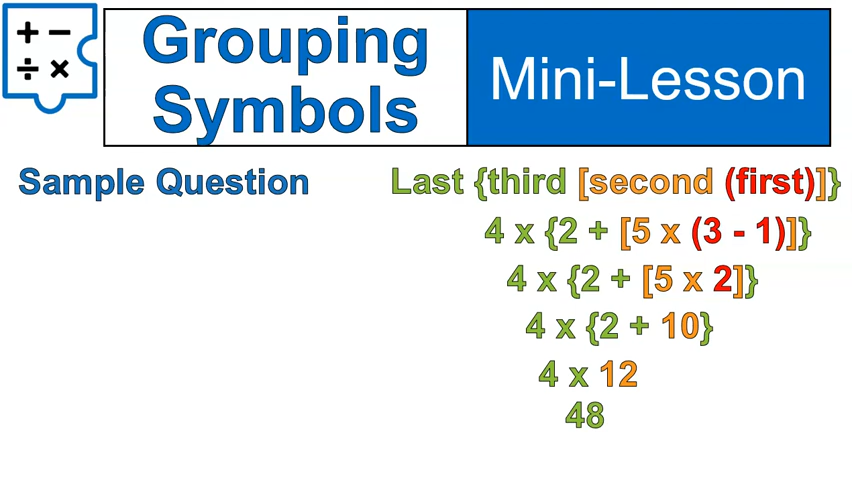 + −
÷ ×
Grouping
Symbols
Mini-Lesson
Sample Question
Last {third [second (first)]}
4 x {2 + [5 x (3 - 1)]}
4 x {2 + [5 x 2]}
4 x {2 + 10}
4 x 12
48